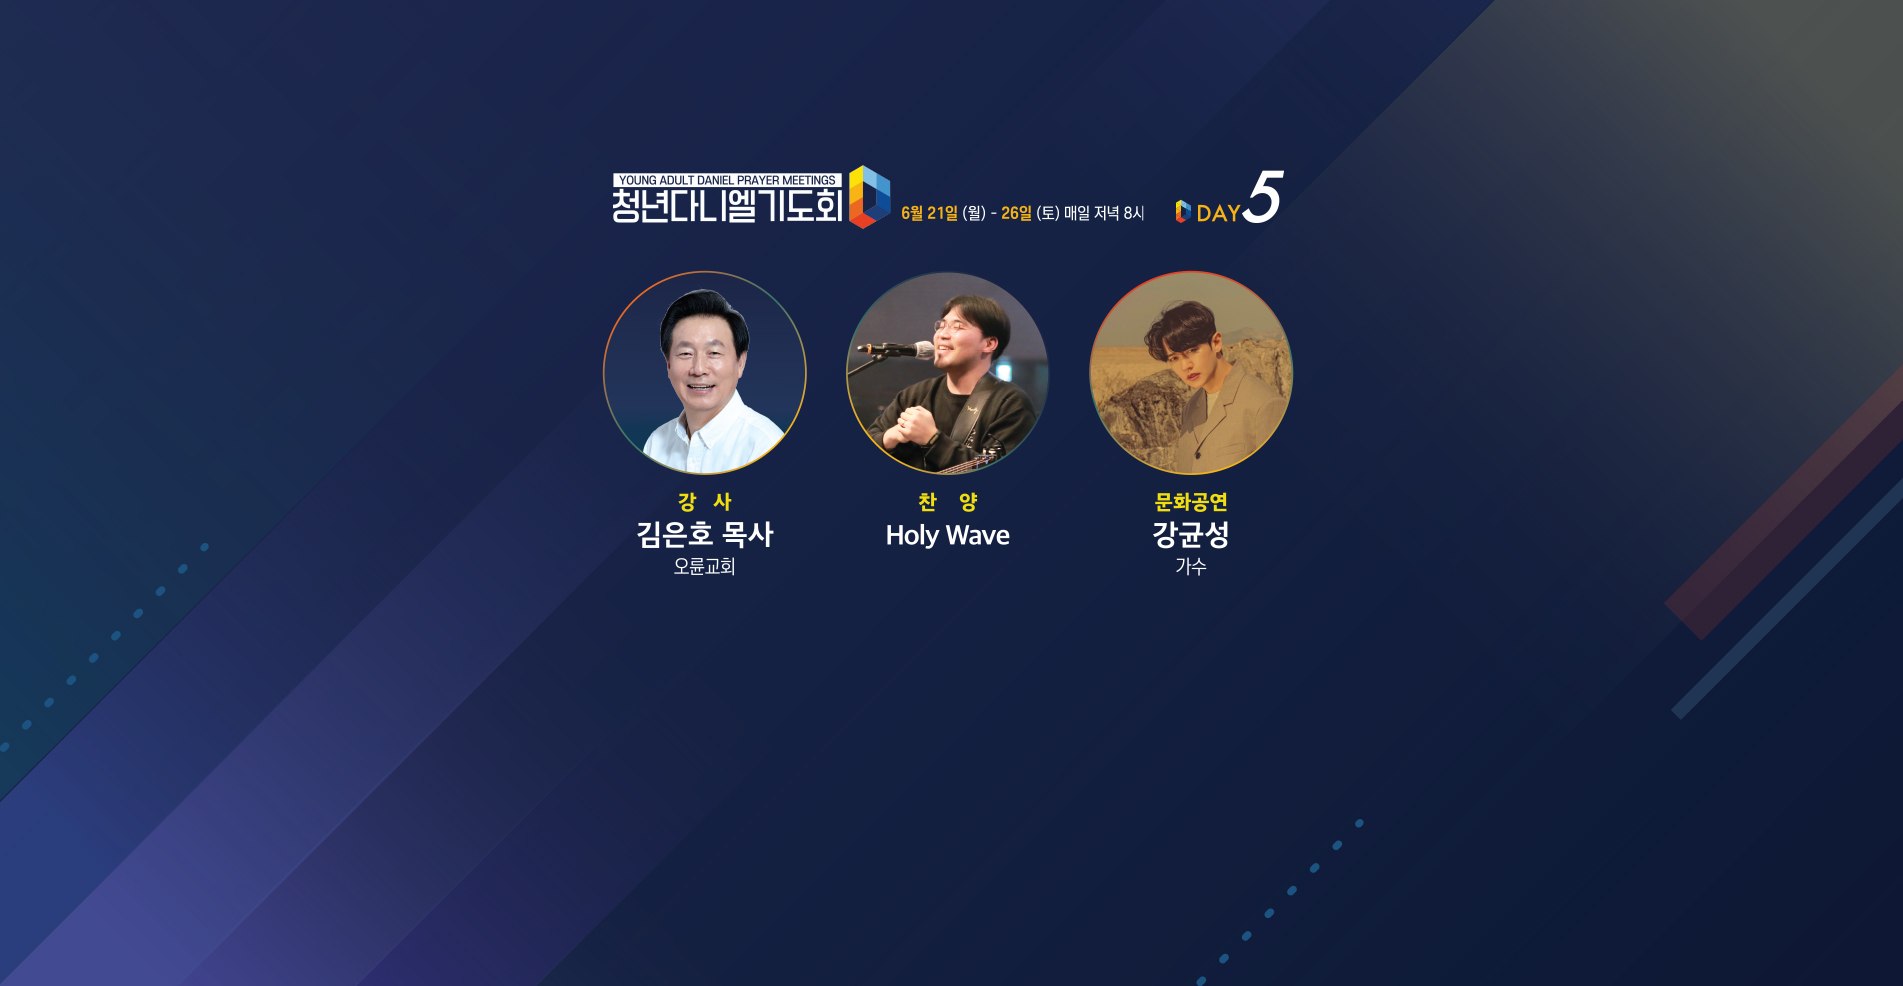 YOUNG ADULT DANIEL PRAYER MEETINGS
청년다니엘기도회
6월 21일 (월) - 26일 (토) 매일 저녁 8시
DAY 5
강 사
김은호 목사
오륜교회
찬 양
Holy Wave
문화공연
강균성
가수